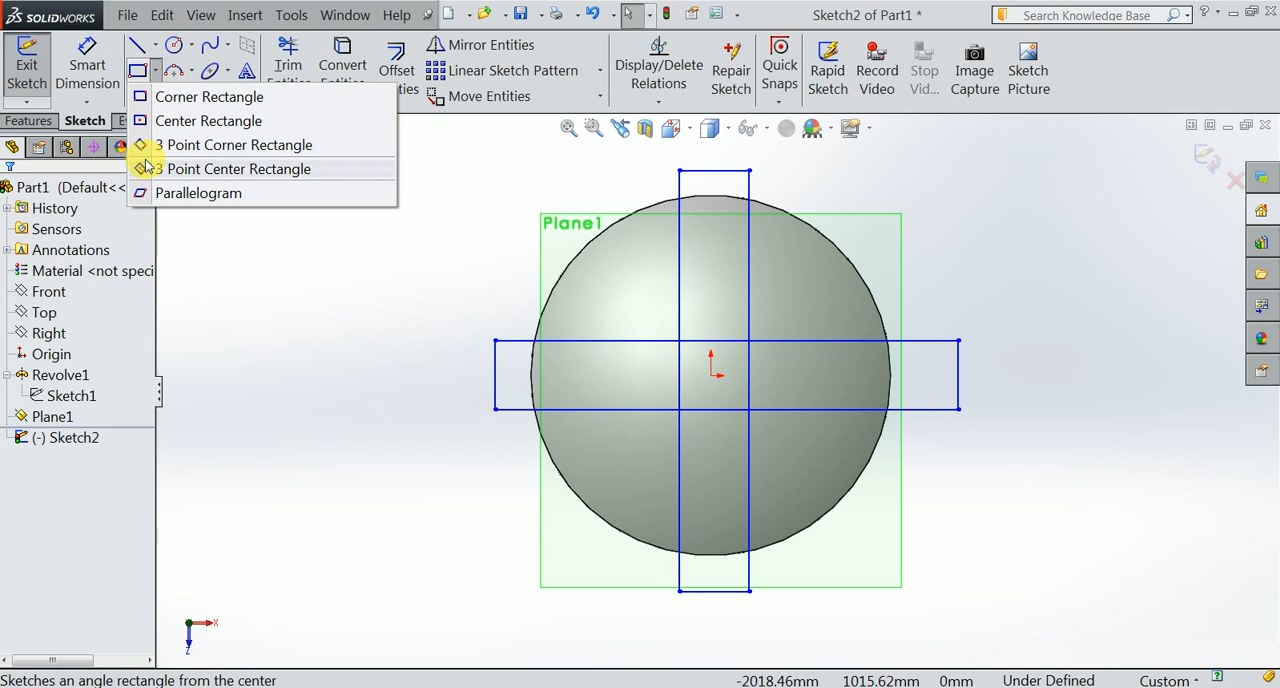 SOLIDWORKS File Edit View Insert Tools Window Help Sketch2 of Part1 * Search Knowledge Base ?
Exit Sketch
Smart Dimension
Trim
Convert
Offset
Mirror Entities
Linear Sketch Pattern
Move Entities
Display/Delete Relations
Repair Sketch
Quick Snaps
Rapid Sketch
Record Video
Stop Vid...
Image Capture
Sketch Picture
Corner Rectangle
Center Rectangle
3 Point Corner Rectangle
3 Point Center Rectangle
Parallelogram
Features Sketch E
Part1 (Default<<
History
Sensors
Annotations
Material <not speci
Front
Top
Right
Origin
Revolve1
Sketch1
Plane1
(-) Sketch2
Plane1
X
Z
Sketches an angle rectangle from the center -2018.46mm 1015.62mm 0mm Under Defined Custom ?